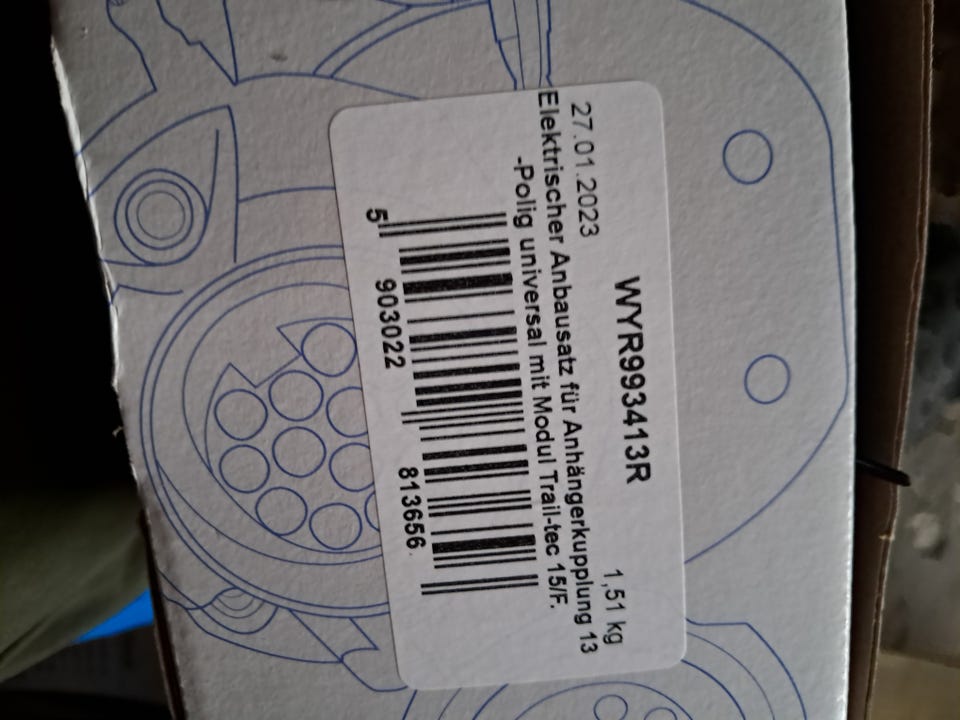 WYR993413R
27.01.2023 1,51 kg
Elektrischer Anbausatz für Anhängerkupplung 13
-Polig universal mit Modul Trail-tec 15/F.
5 903022 813656